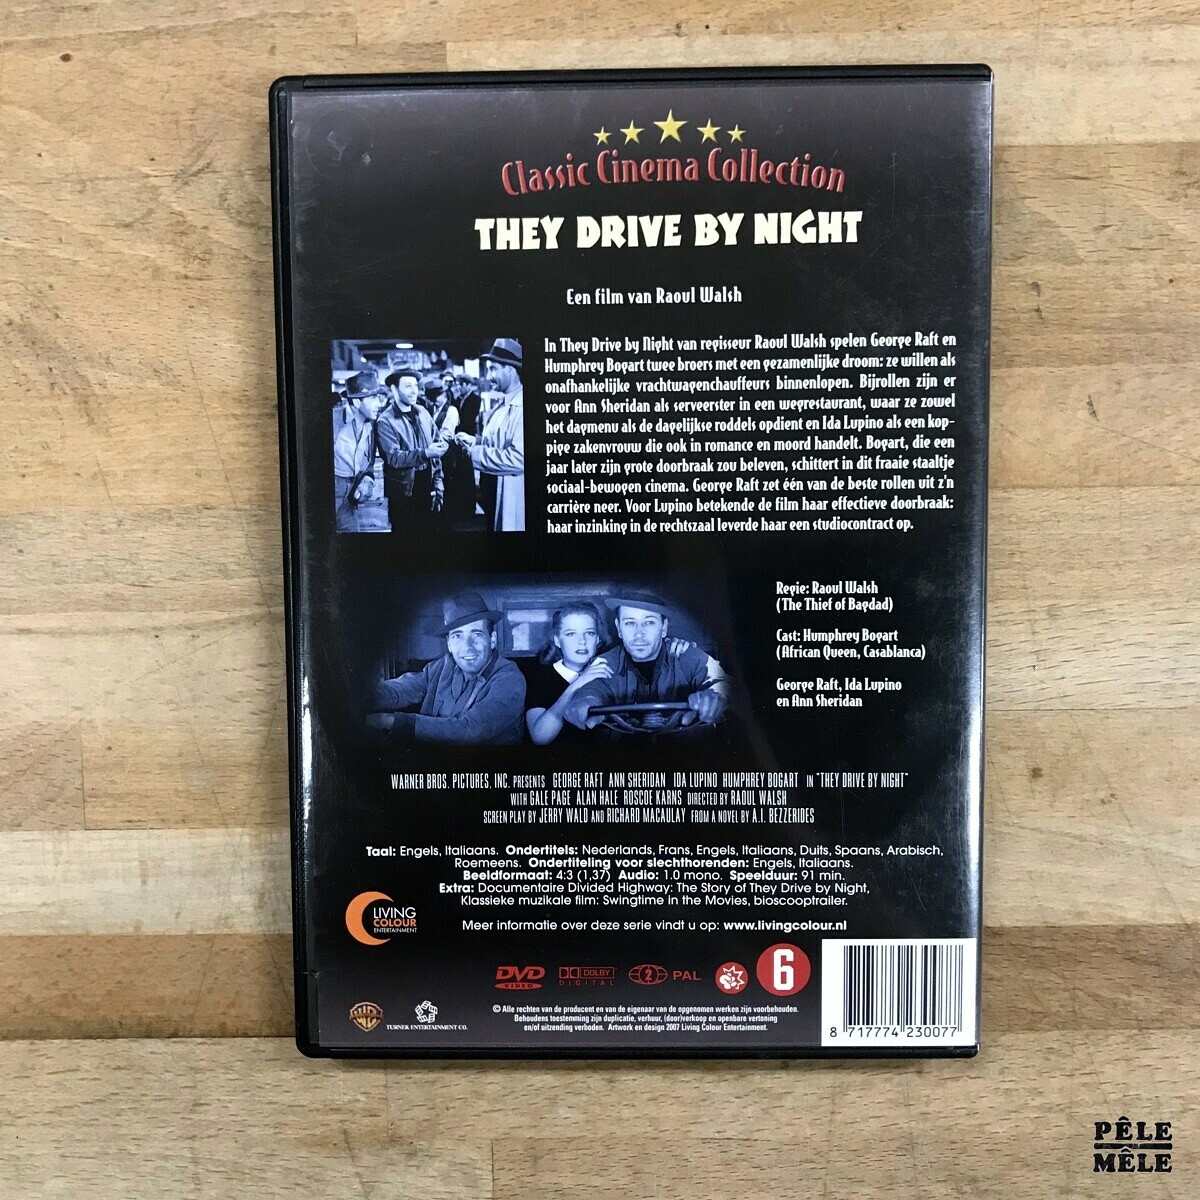 Classic Cinema Collection
THEY DRIVE BY NIGHT
Een film van Raoul Walsh
In They Drive by Night van regisseur Raoul Walsh spelen George Raft en
Humphrey Bogart twee broers met een gezamenlijke droom: ze willen als
onafhankelijke vrachtwagenchauffeurs binnenlopen. Bijrollen zijn er
voor Ann Sheridan als serveerster in een wegrestaurant, waar ze zowel
het dagmenu als de dagelijkse roddels opdient en Ida Lupino als een kop-
pige zakenvrouw die ook in romance en moord handelt. Bogart, die een
jaar later zijn grote doorbraak zou beleven, schittert in dit fraaie staaltje
sociaal-bewogen cinema. George Raft zet één van de beste rollen uit z'n
carrière neer. Voor Lupino betekende de film haar effectieve doorbraak:
haar inzinking in de rechtszaal leverde haar een studiocontract op.
Regie: Raoul Walsh
(The Thief of Bagdad)
Cast: Humphrey Bogart
(African Queen, Casablanca)
George Raft, Ida Lupino
en Ann Sheridan
WARNER BROS. PICTURES, INC. PRESENTS GEORGE RAFT ANN SHERIDAN IDA LUPINO HUMPHREY BOGART IN "THEY DRIVE BY NIGHT"
WITH GALE PAGE ALAN HALE ROSCOE KARNS DIRECTED BY RAOUL WALSH
SCREEN PLAY BY JERRY WALD AND RICHARD MACAULAY FROM A NOVEL BY A.I. BEZZERIDES
Taal: Engels, Italiaans. Ondertitels: Nederlands, Frans, Engels, Italiaans, Duits, Spaans, Arabisch,
Roemeens. Ondertiteling voor slechthorenden: Engels, Italiaans.
Beeldformaat: 4:3 (1,37) Audio: 1.0 mono. Speelduur: 91 min.
Extra: Documentaire Divided Highway: The Story of They Drive by Night,
Klassieke muzikale film: Swingtime in the Movies, bioscooptrailer.
LIVING
COLOUR
ENTERTAINMENT
Meer informatie over deze serie vindt u op: www.livingcolour.nl
DVD
VIDEO
DOLBY
DIGITAL
2
PAL
6
WB
TURNER ENTERTAINMENT CO.
© Alle rechten van de producent en van de eigenaar van de opgenomen werken zijn voorbehouden.
Behoudens toestemming zijn duplicatie, verhuur, (door)verkoop en openbare vertoning
en/of uitzending verboden. Artwork en design 2007 Living Colour Entertainment.
8 717774 230077
PÊLE
MÊLE